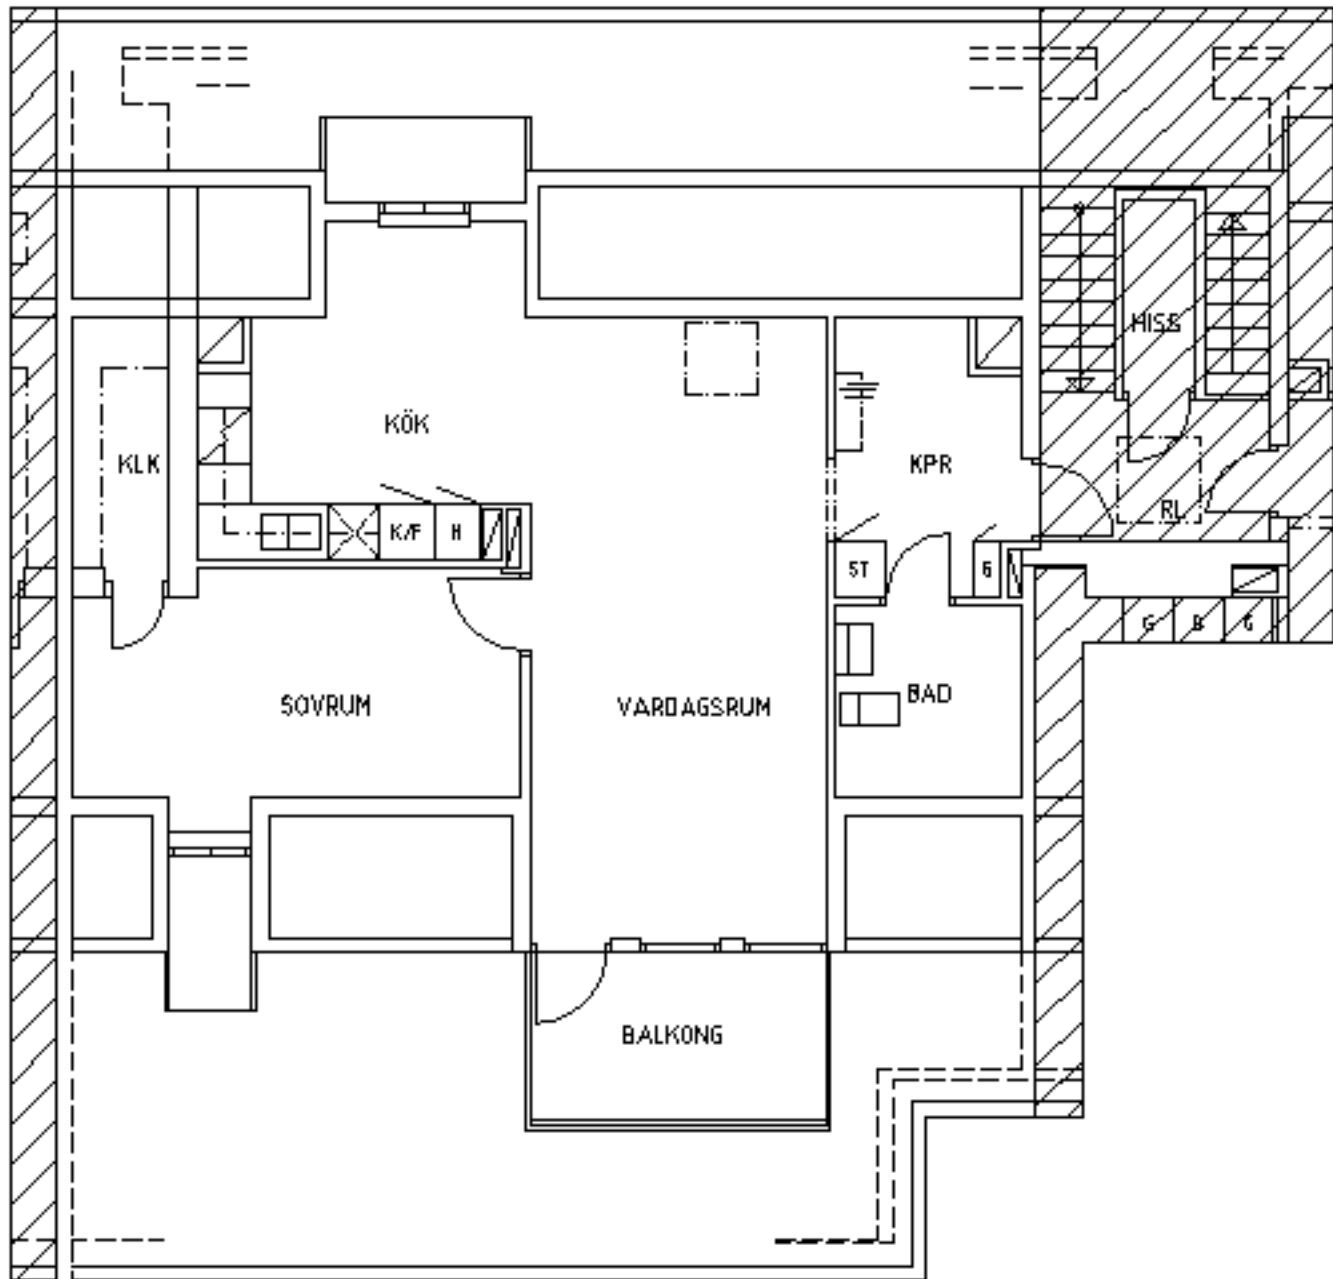 HISS
KÖK
KLK
KPR
RL
K/F
H
ST
G
G
B
G
SOVRUM
VARDAGSRUM
BAD
BALKONG